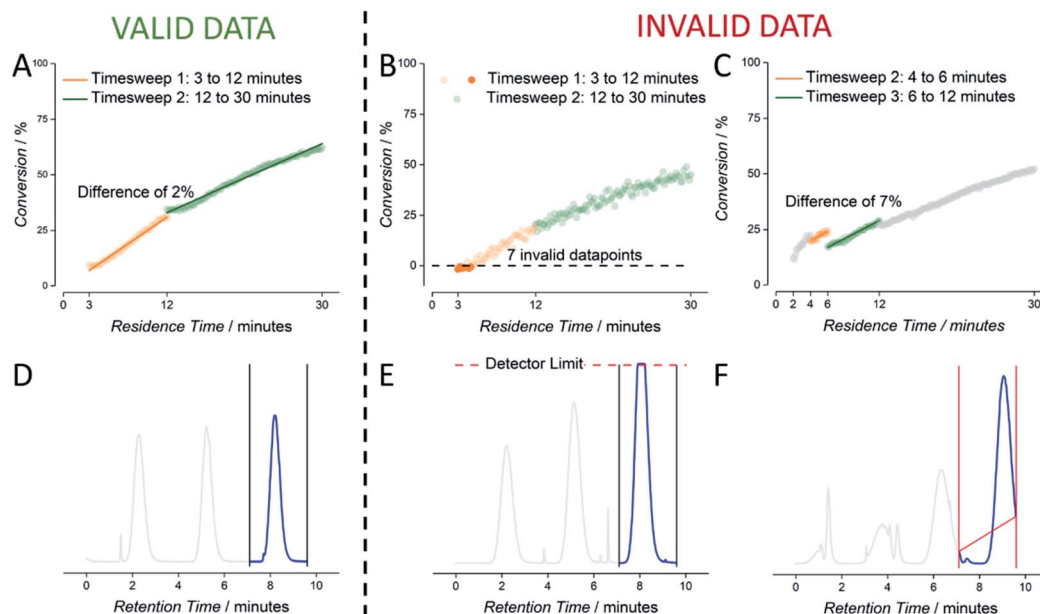 VALID DATA
INVALID DATA
A
Timesweep 1: 3 to 12 minutes
Timesweep 2: 12 to 30 minutes
Conversion / %
100
75
50
25
0
Difference of 2%
0 3 12 30
Residence Time / minutes
B
Timesweep 1: 3 to 12 minutes
Timesweep 2: 12 to 30 minutes
Conversion / %
100
75
50
25
0
7 invalid datapoints
0 3 12 30
Residence Time / minutes
C
Timesweep 2: 4 to 6 minutes
Timesweep 3: 6 to 12 minutes
Conversion / %
100
75
50
25
0
Difference of 7%
0 2 4 6 12 30
Residence Time / minutes
D
0 2 4 6 8 10
Retention Time / minutes
E
Detector Limit
0 2 4 6 8 10
Retention Time / minutes
F
0 2 4 6 8 10
Retention Time / minutes